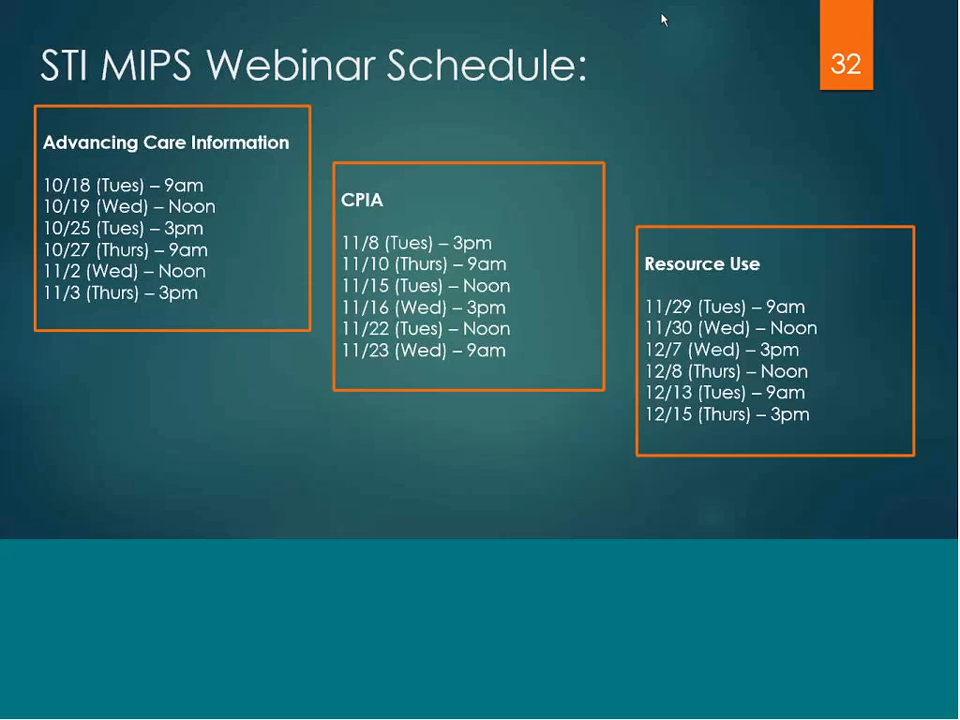 STI MIPS Webinar Schedule:
32
Advancing Care Information
10/18 (Tues) – 9am
10/19 (Wed) – Noon
10/25 (Tues) – 3pm
10/27 (Thurs) – 9am
11/2 (Wed) – Noon
11/3 (Thurs) – 3pm
CPIA
11/8 (Tues) – 3pm
11/10 (Thurs) – 9am
11/15 (Tues) – Noon
11/16 (Wed) – 3pm
11/22 (Tues) – Noon
11/23 (Wed) – 9am
Resource Use
11/29 (Tues) – 9am
11/30 (Wed) – Noon
12/7 (Wed) – 3pm
12/8 (Thurs) – Noon
12/13 (Tues) – 9am
12/15 (Thurs) – 3pm